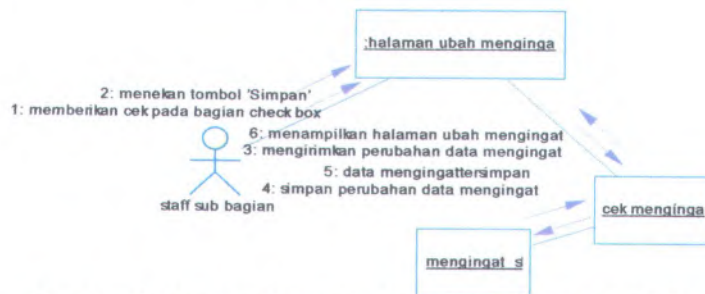 :halaman ubah menginga
2: menekan tombol 'Simpan'
1: memberikan cek pada bagian check box
6: menampilkan halaman ubah mengingat
3: mengirimkan perubahan data mengingat
5: data mengingattersimpan
4: simpan perubahan data mengingat
staff sub bagian
cek menginga
mengingat s